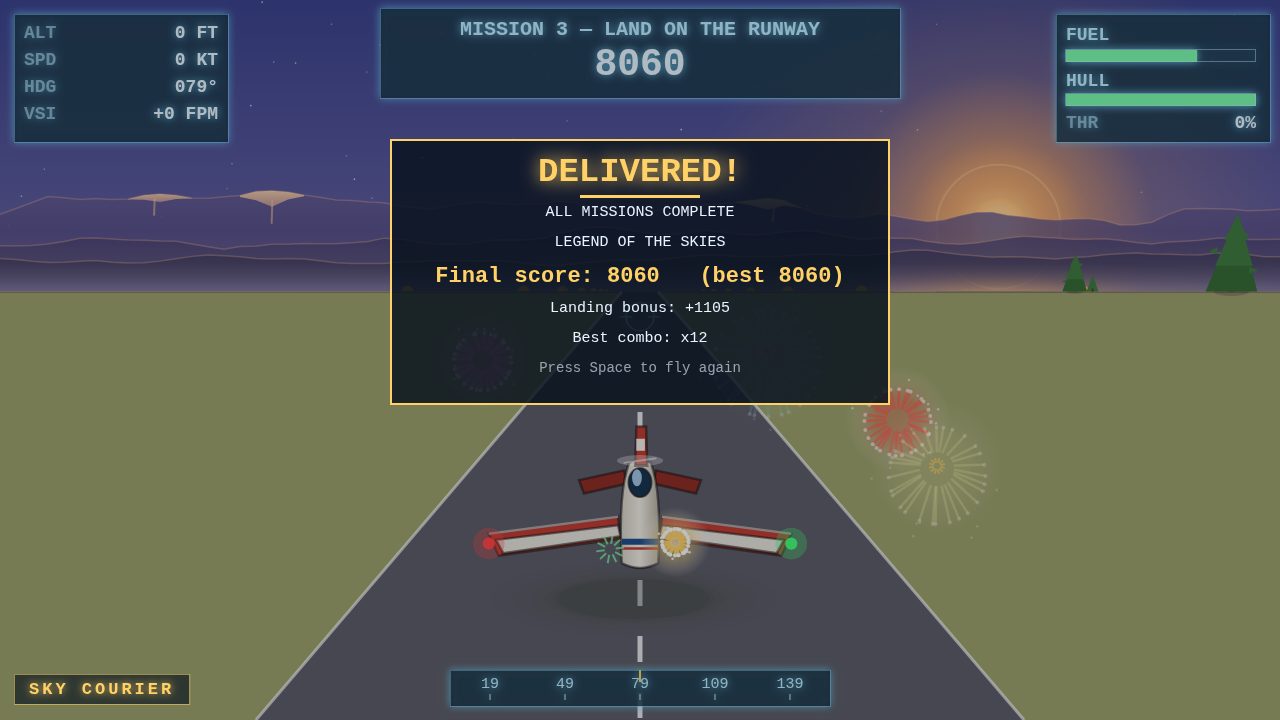 ALT 0 FT
SPD 0 KT
HDG 079°
VSI +0 FPM
MISSION 3 — LAND ON THE RUNWAY
8060
FUEL
HULL
THR 0%
DELIVERED!
ALL MISSIONS COMPLETE
LEGEND OF THE SKIES
Final score: 8060 (best 8060)
Landing bonus: +1105
Best combo: x12
Press Space to fly again
SKY COURIER
19 49 79 109 139